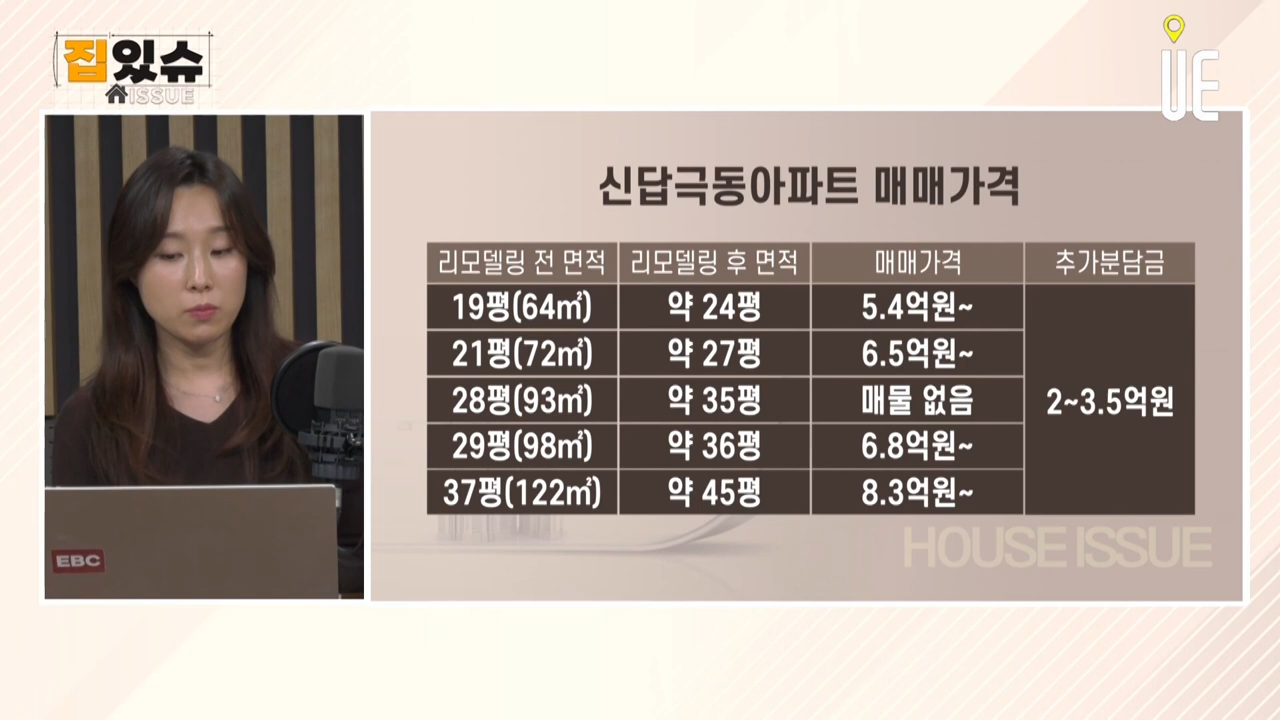 집있슈
ISSUE
UE
신답극동아파트 매매가격
리모델링 전 면적 리모델링 후 면적 매매가격 추가분담금
19평(64㎡) 약 24평 5.4억원~
21평(72㎡) 약 27평 6.5억원~
28평(93㎡) 약 35평 매물 없음 2~3.5억원
29평(98㎡) 약 36평 6.8억원~
37평(122㎡) 약 45평 8.3억원~
HOUSE ISSUE
EBC